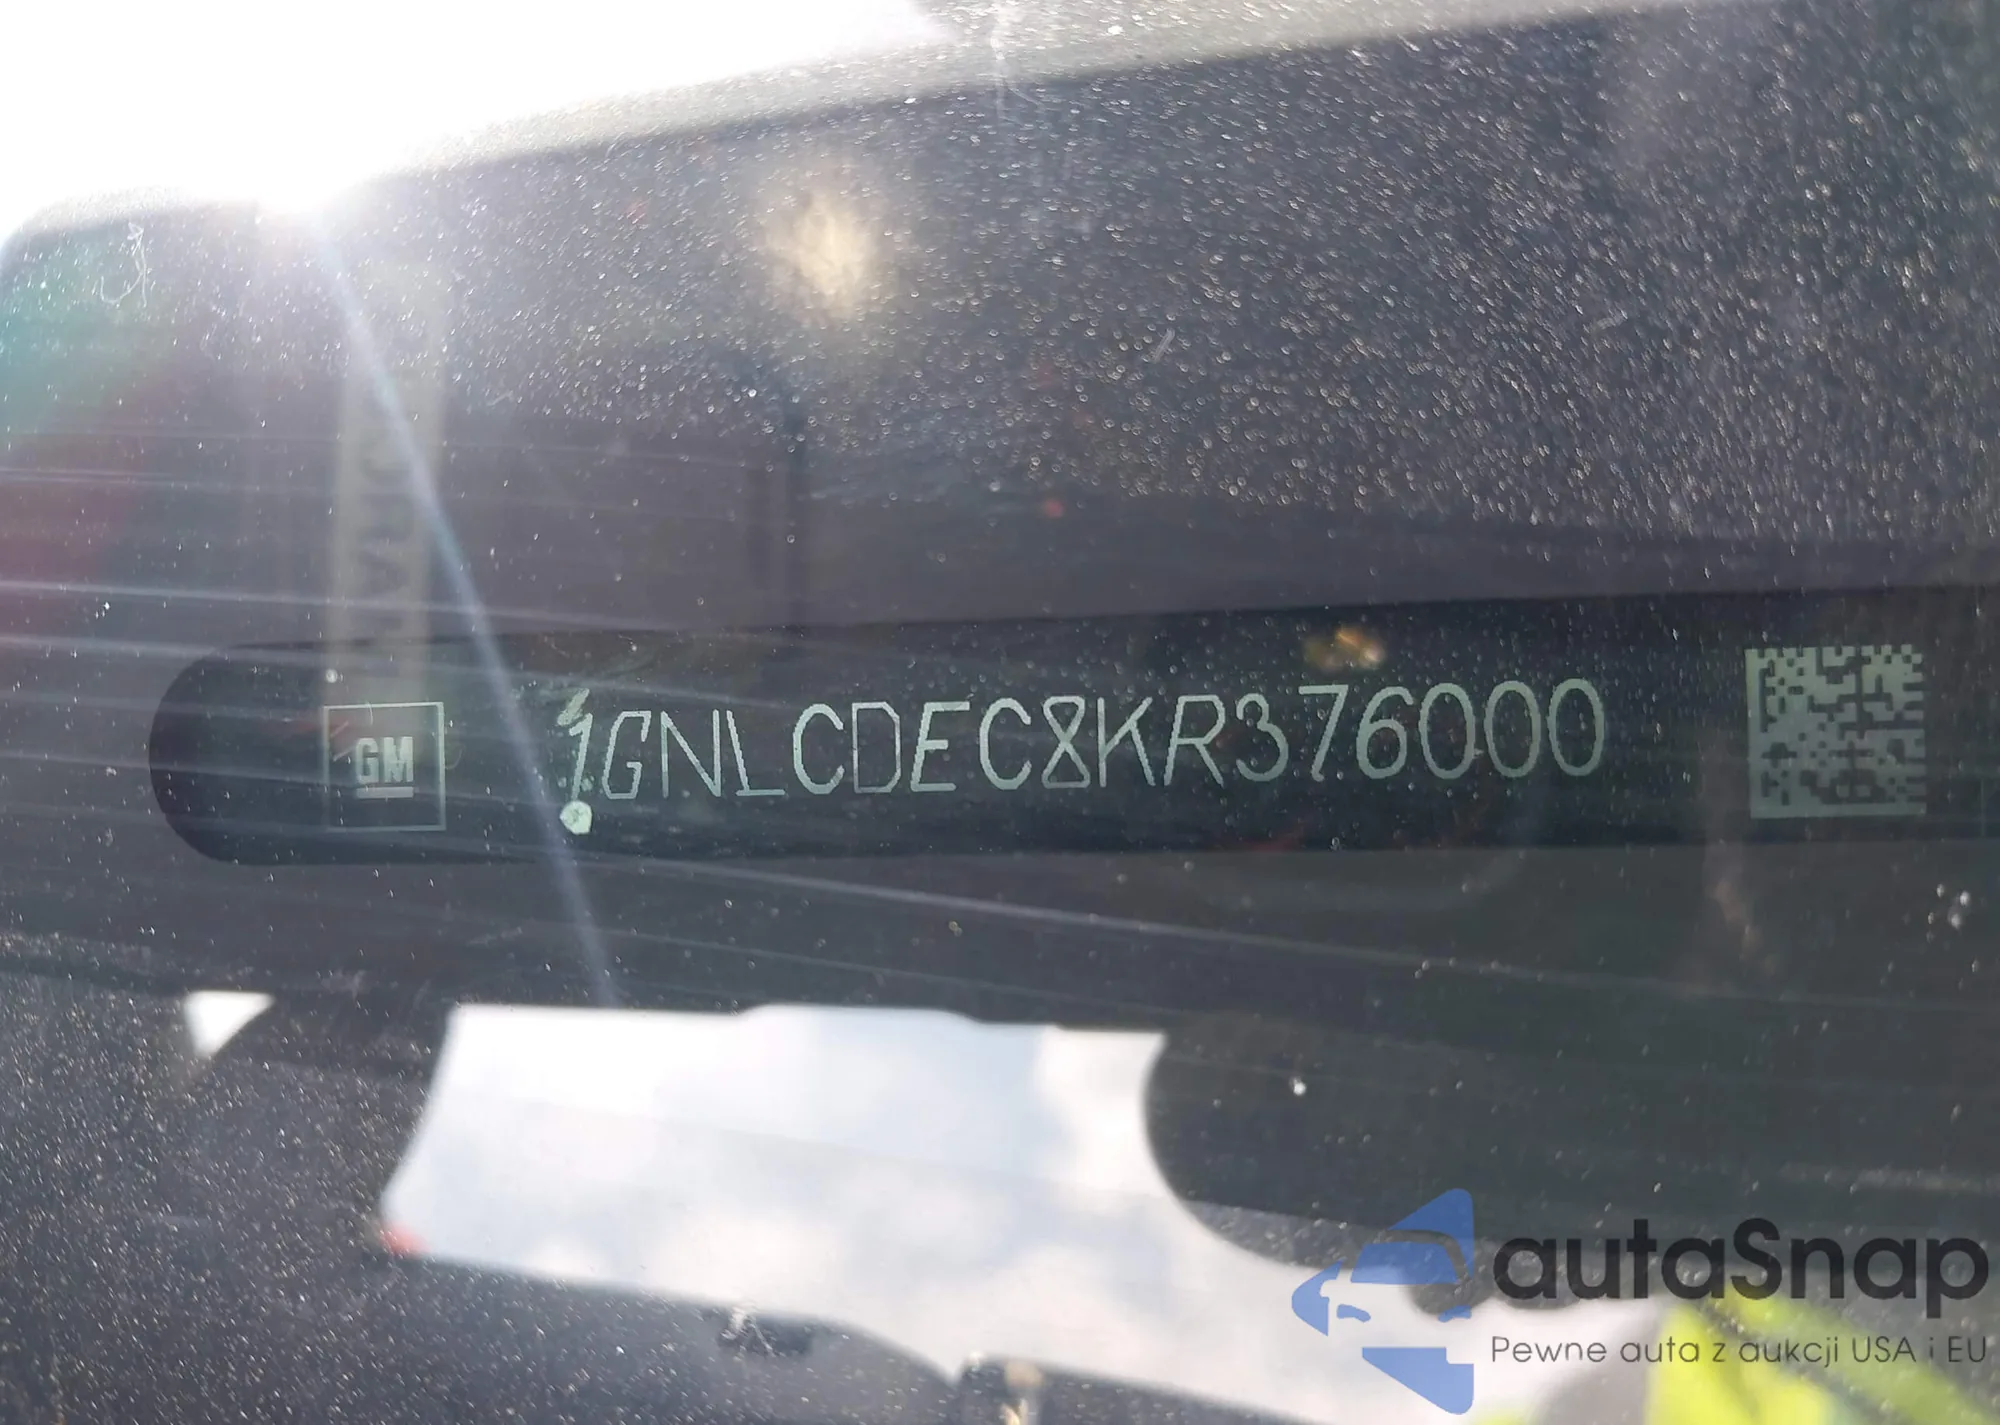 GM 1GNLCDEC8KR376000
autaSnap
Pewne auta z aukcji USA i EU